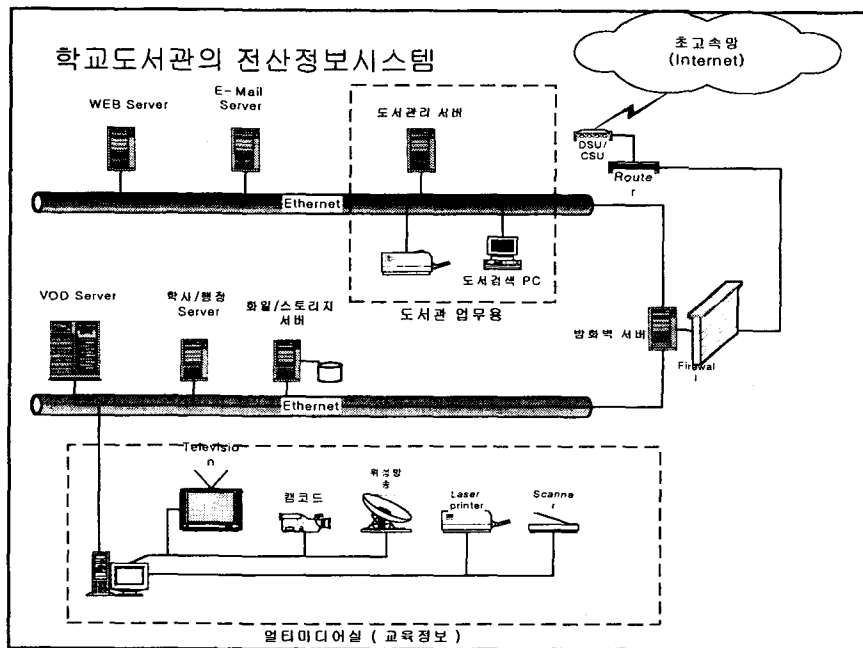 학교도서관의 전산정보시스템
초고속망
(Internet)
WEB Server
E-Mail
Server
도서관리 서버
DSU/
CSU
Route
r
Ethernet
도서검색 PC
도서관 업무용
VOD Server
학사/행정
Server
화일/스토리지
서버
방화벽 서버
Firewal
l
Ethernet
Televisio
n
캠코드
위성방
송
Laser
printer
Scanne
r
멀티미디어실 ( 교육정보 )